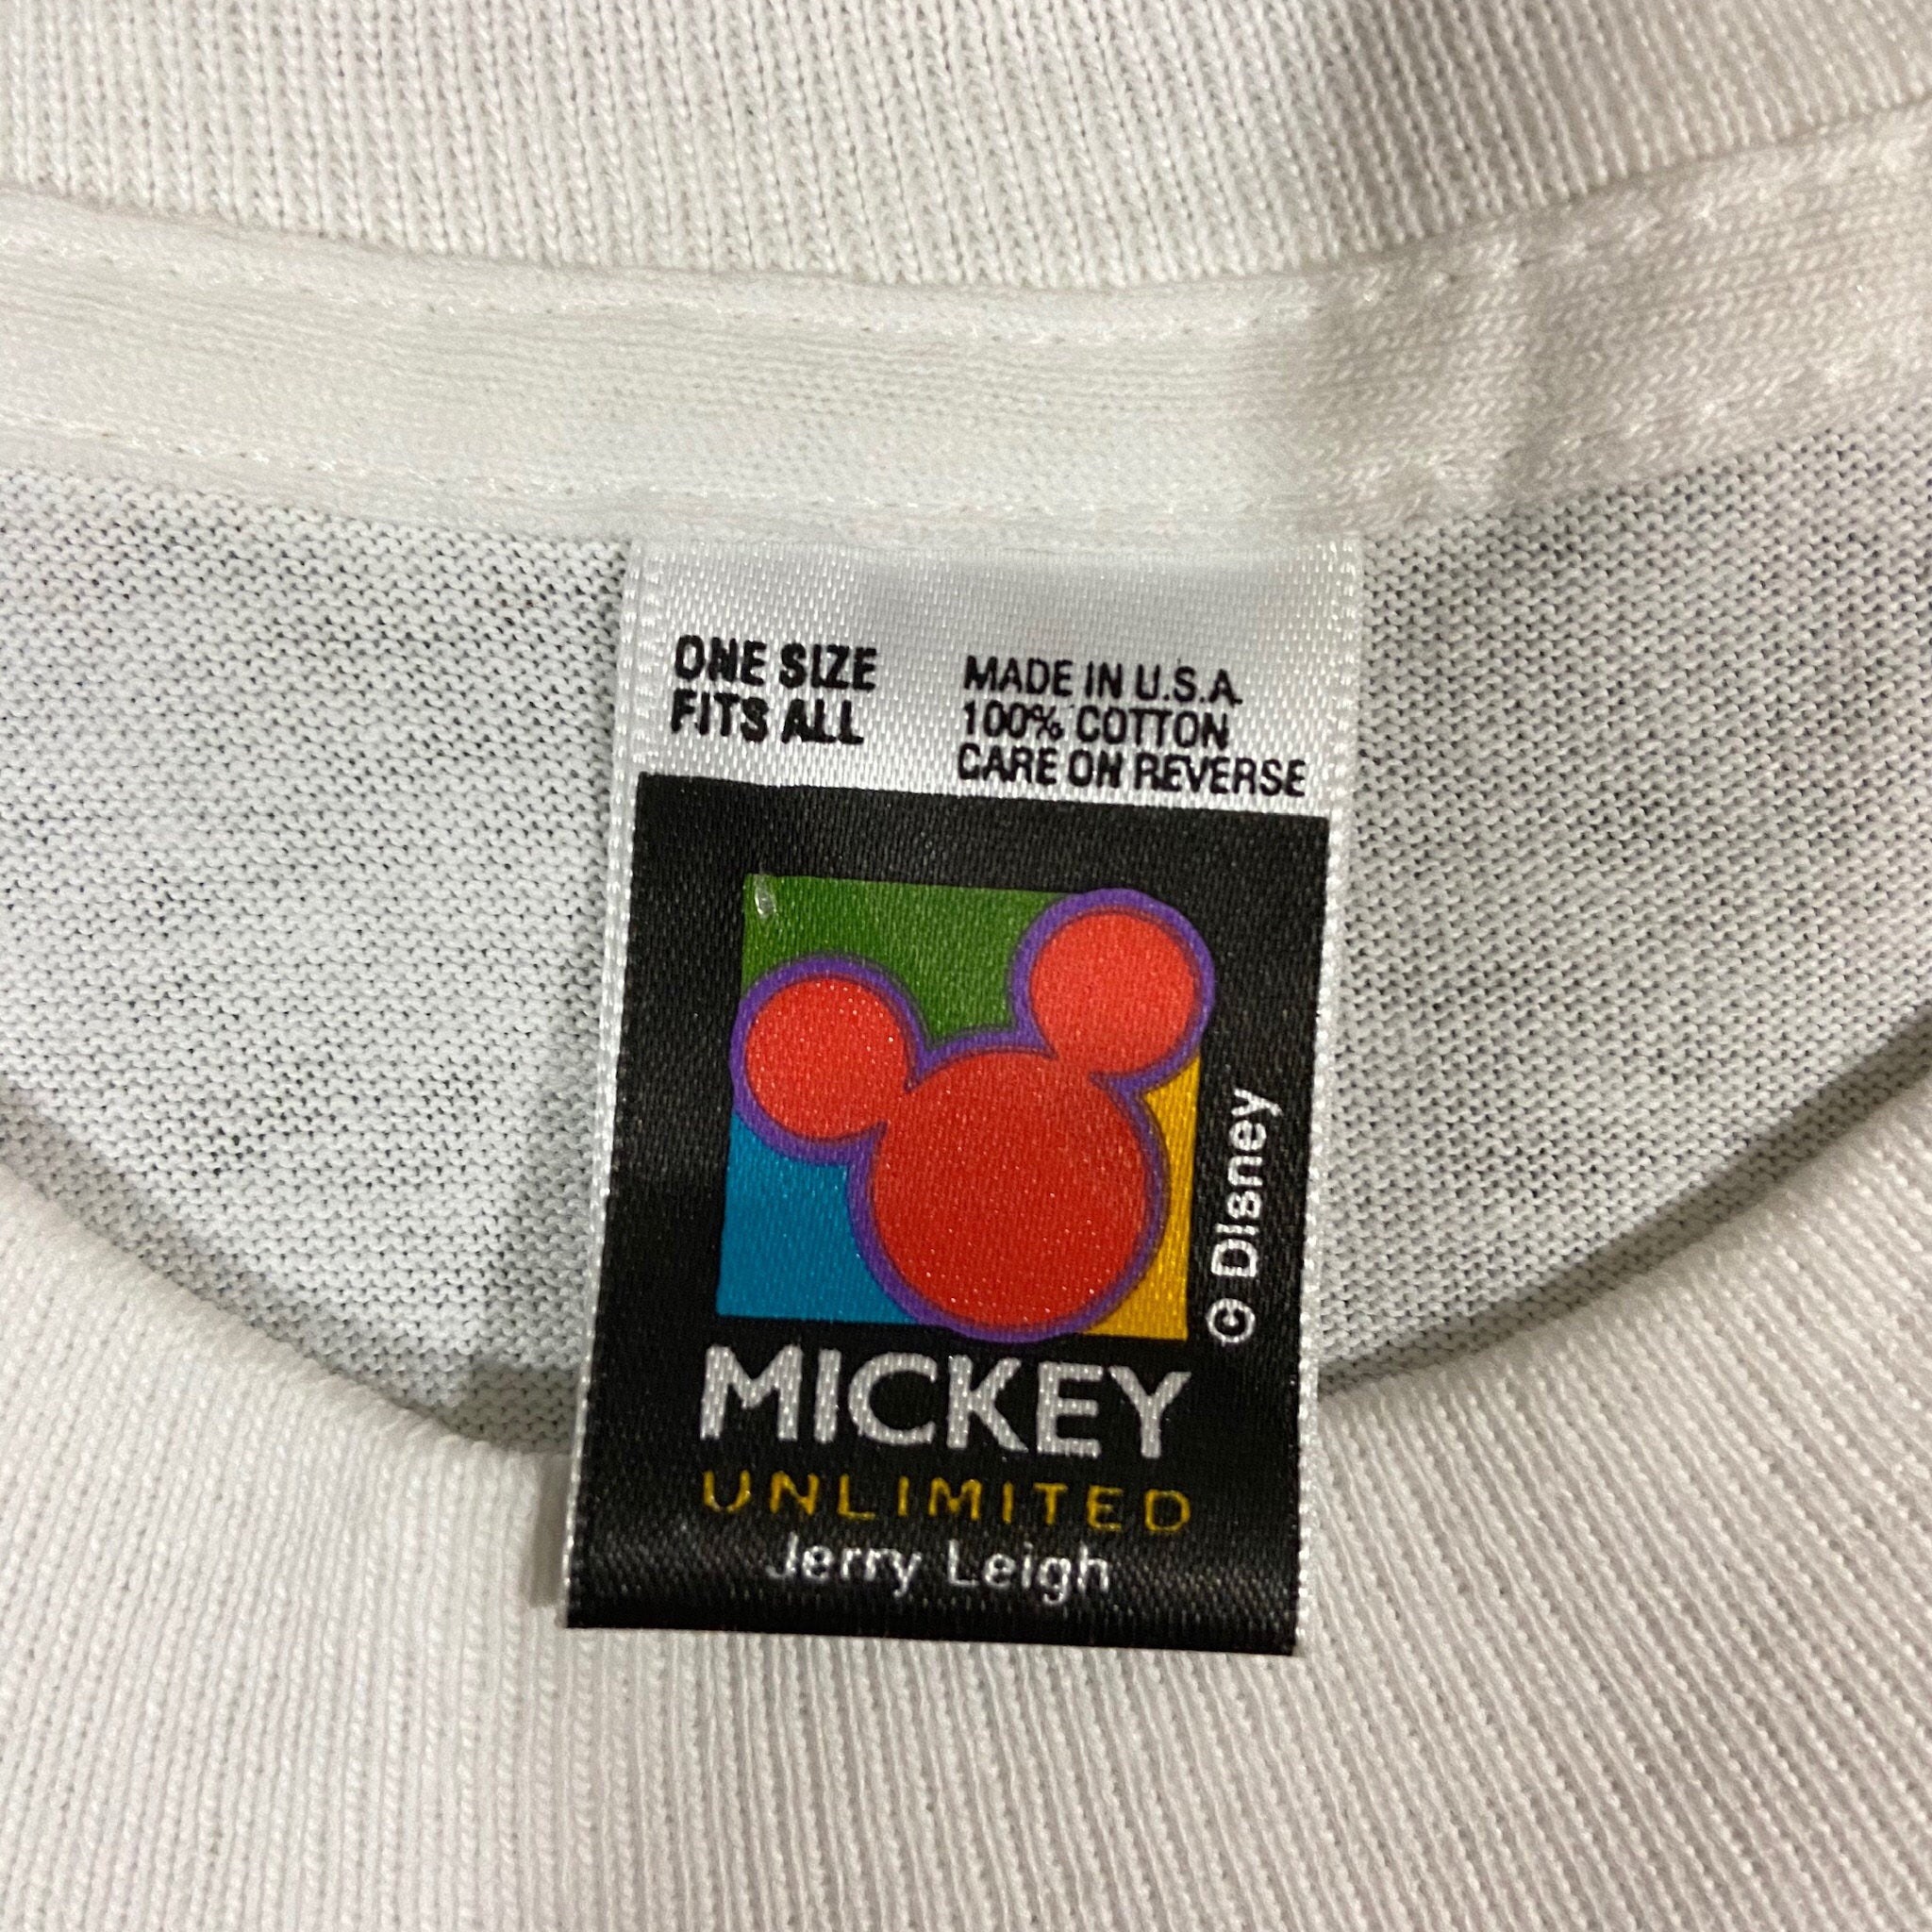 ONE SIZE
FITS ALL
MADE IN U.S.A.
100% COTTON
CARE ON REVERSE
© Disney
MICKEY
UNLIMITED
Jerry Leigh